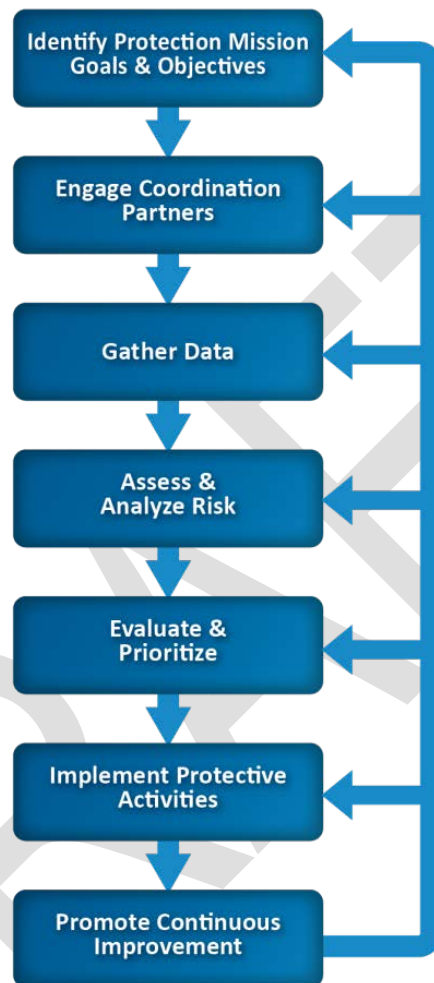 Identify Protection Mission
Goals & Objectives
Engage Coordination
Partners
Gather Data
Assess &
Analyze Risk
Evaluate &
Prioritize
Implement Protective
Activities
Promote Continuous
Improvement